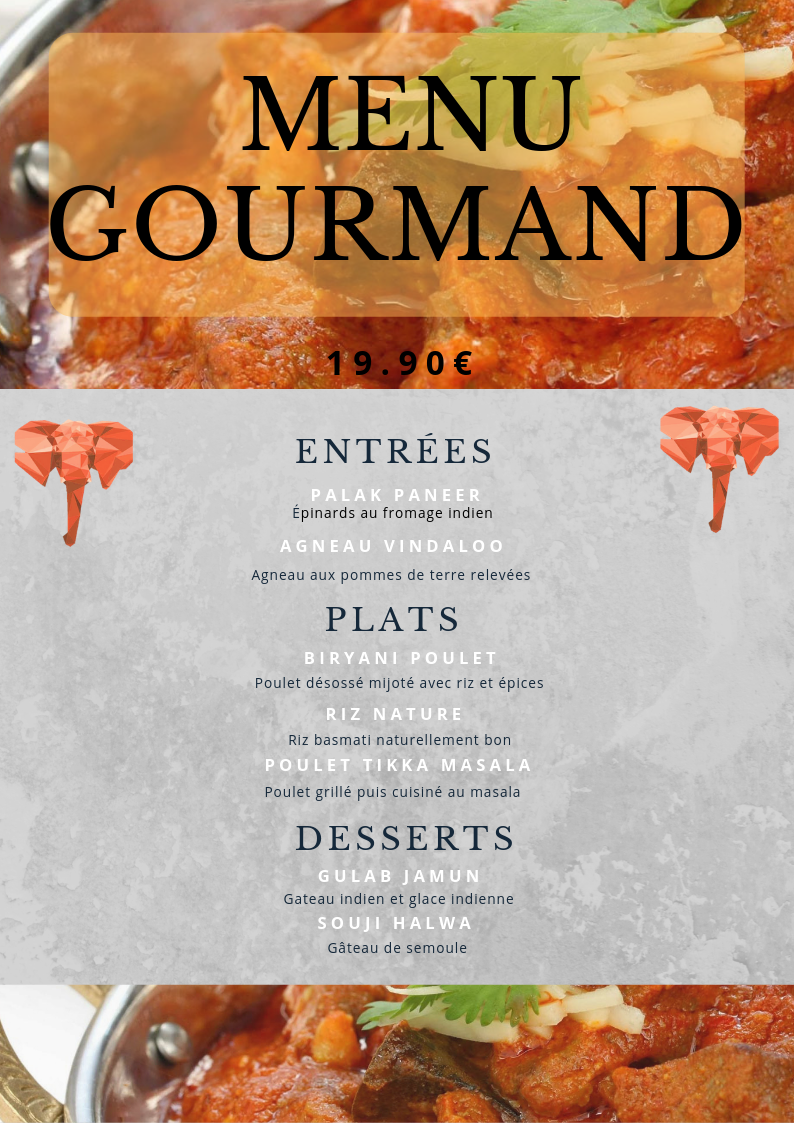 MENU
GOURMAND
19.90€
ENTRÉES
PALAK PANEER
Épinards au fromage indien
AGNEAU VINDALOO
Agneau aux pommes de terre relevées
PLATS
BIRYANI POULET
Poulet désossé mijoté avec riz et épices
RIZ NATURE
Riz basmati naturellement bon
POULET TIKKA MASALA
Poulet grillé puis cuisiné au masala
DESSERTS
GULAB JAMUN
Gateau indien et glace indienne
SOUJI HALWA
Gâteau de semoule